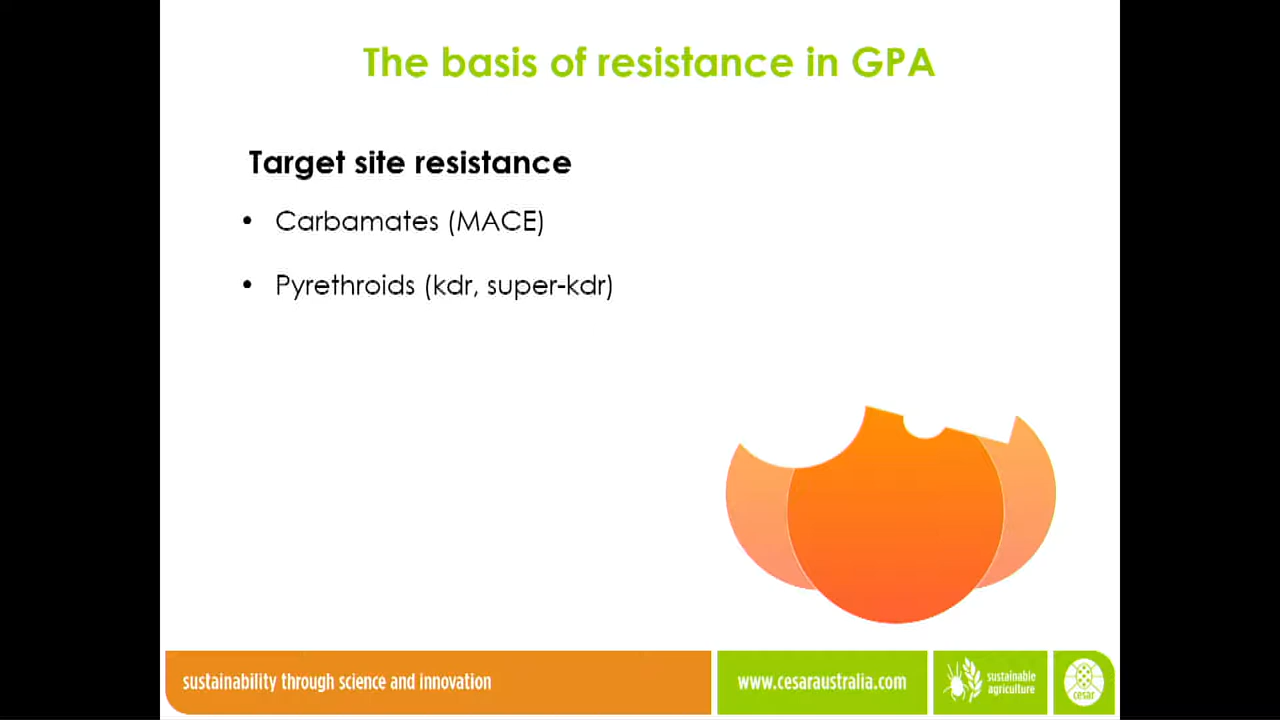 The basis of resistance in GPA
Target site resistance
• Carbamates (MACE)
• Pyrethroids (kdr, super-kdr)
sustainability through science and innovation
www.cesaraustralia.com
sustainable
agriculture
cesar